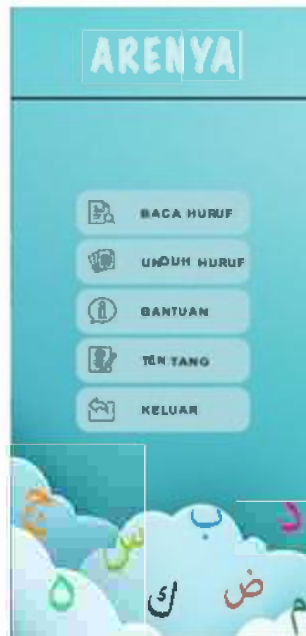 ARENYA
BACA HURUF
UNDUH HURUF
BANTUAN
TENTANG
KELUAR
ج
ب
د
س
ه
ك
ض
م